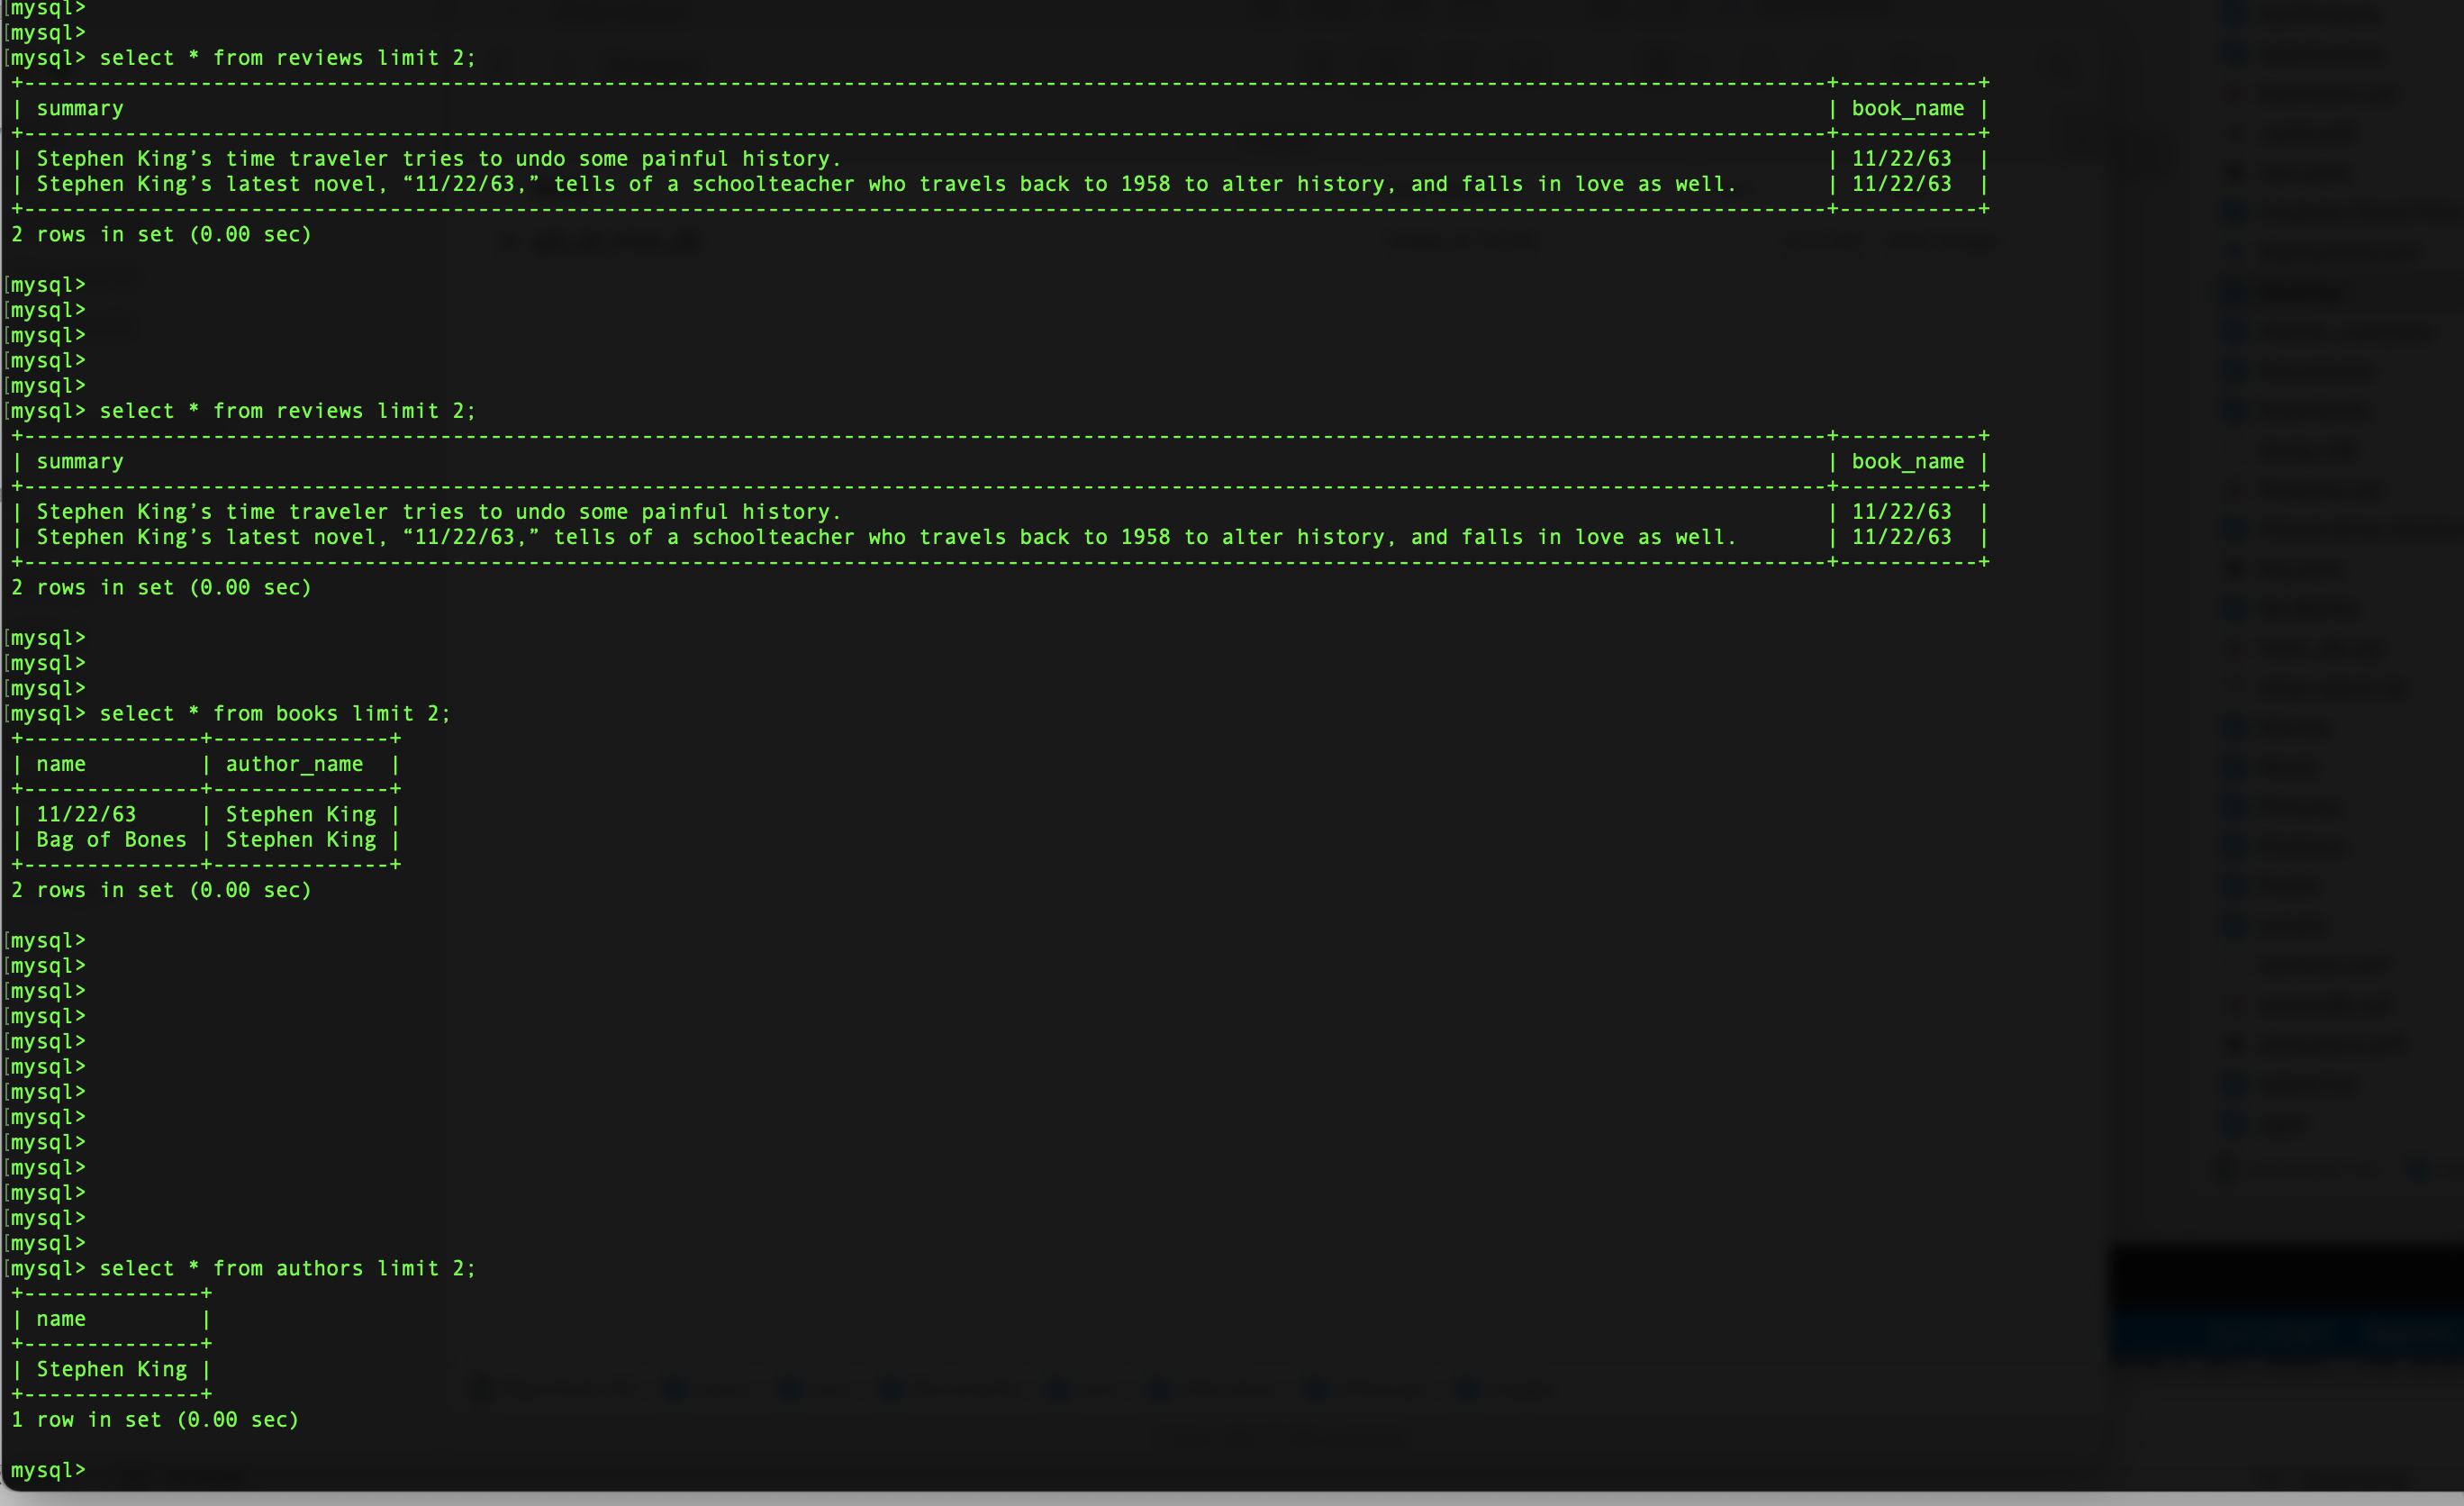 [mysql>
[mysql>
[mysql> select * from reviews limit 2;
+-----------------------------------------------------------------------------------------------------------------------------------------------+-----------+
| summary                                                                                                                                       | book_name |
+-----------------------------------------------------------------------------------------------------------------------------------------------+-----------+
| Stephen King’s time traveler tries to undo some painful history.                                                                              | 11/22/63  |
| Stephen King’s latest novel, “11/22/63,” tells of a schoolteacher who travels back to 1958 to alter history, and falls in love as well.       | 11/22/63  |
+-----------------------------------------------------------------------------------------------------------------------------------------------+-----------+
2 rows in set (0.00 sec)

[mysql>
[mysql>
[mysql>
[mysql>
[mysql>
[mysql> select * from reviews limit 2;
+-----------------------------------------------------------------------------------------------------------------------------------------------+-----------+
| summary                                                                                                                                       | book_name |
+-----------------------------------------------------------------------------------------------------------------------------------------------+-----------+
| Stephen King’s time traveler tries to undo some painful history.                                                                              | 11/22/63  |
| Stephen King’s latest novel, “11/22/63,” tells of a schoolteacher who travels back to 1958 to alter history, and falls in love as well.       | 11/22/63  |
+-----------------------------------------------------------------------------------------------------------------------------------------------+-----------+
2 rows in set (0.00 sec)

[mysql>
[mysql>
[mysql>
[mysql> select * from books limit 2;
+--------------+--------------+
| name         | author_name  |
+--------------+--------------+
| 11/22/63     | Stephen King |
| Bag of Bones | Stephen King |
+--------------+--------------+
2 rows in set (0.00 sec)

[mysql>
[mysql>
[mysql>
[mysql>
[mysql>
[mysql>
[mysql>
[mysql>
[mysql>
[mysql>
[mysql>
[mysql>
[mysql>
[mysql> select * from authors limit 2;
+--------------+
| name         |
+--------------+
| Stephen King |
+--------------+
1 row in set (0.00 sec)

mysql>